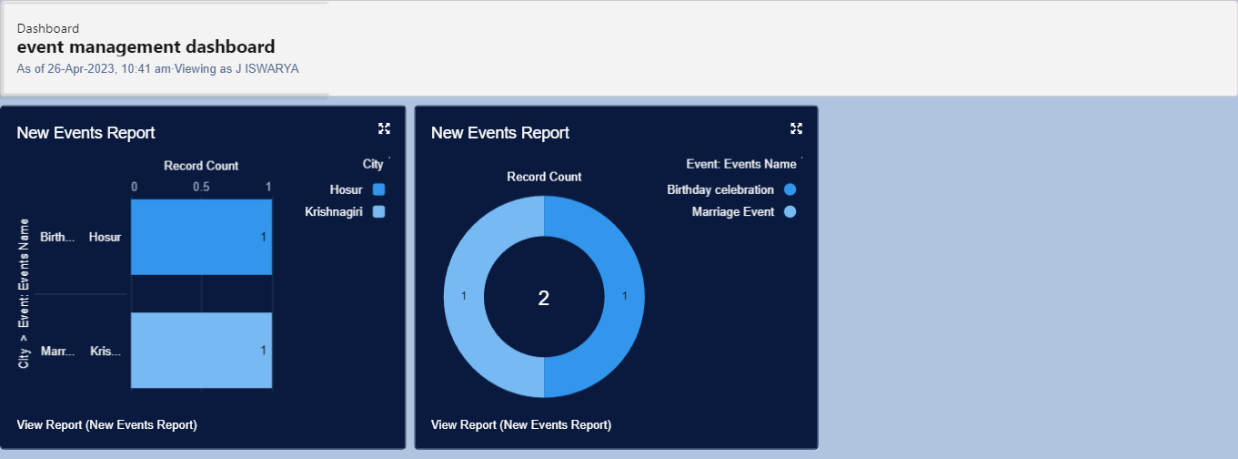 Dashboard
event management dashboard
As of 26-Apr-2023, 10:41 am·Viewing as J ISWARYA
New Events Report
Record Count
0 0.5 1
City > Event: Events Name
Birth... Hosur 1
Marr... Kris... 1
City
Hosur
Krishnagiri
View Report (New Events Report)
New Events Report
Record Count
1 2 1
Event: Events Name
Birthday celebration
Marriage Event
View Report (New Events Report)